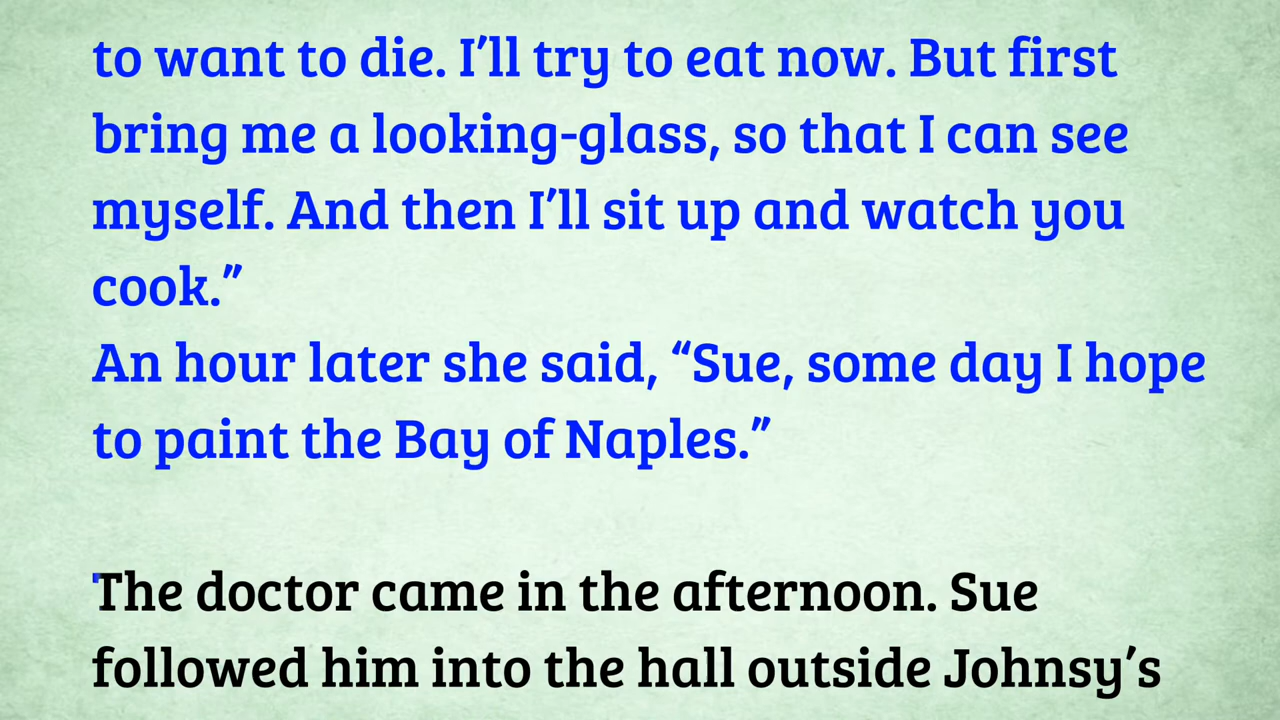 to want to die. I’ll try to eat now. But first
bring me a looking-glass, so that I can see
myself. And then I’ll sit up and watch you
cook.”
An hour later she said, “Sue, some day I hope
to paint the Bay of Naples.”
The doctor came in the afternoon. Sue
followed him into the hall outside Johnsy’s